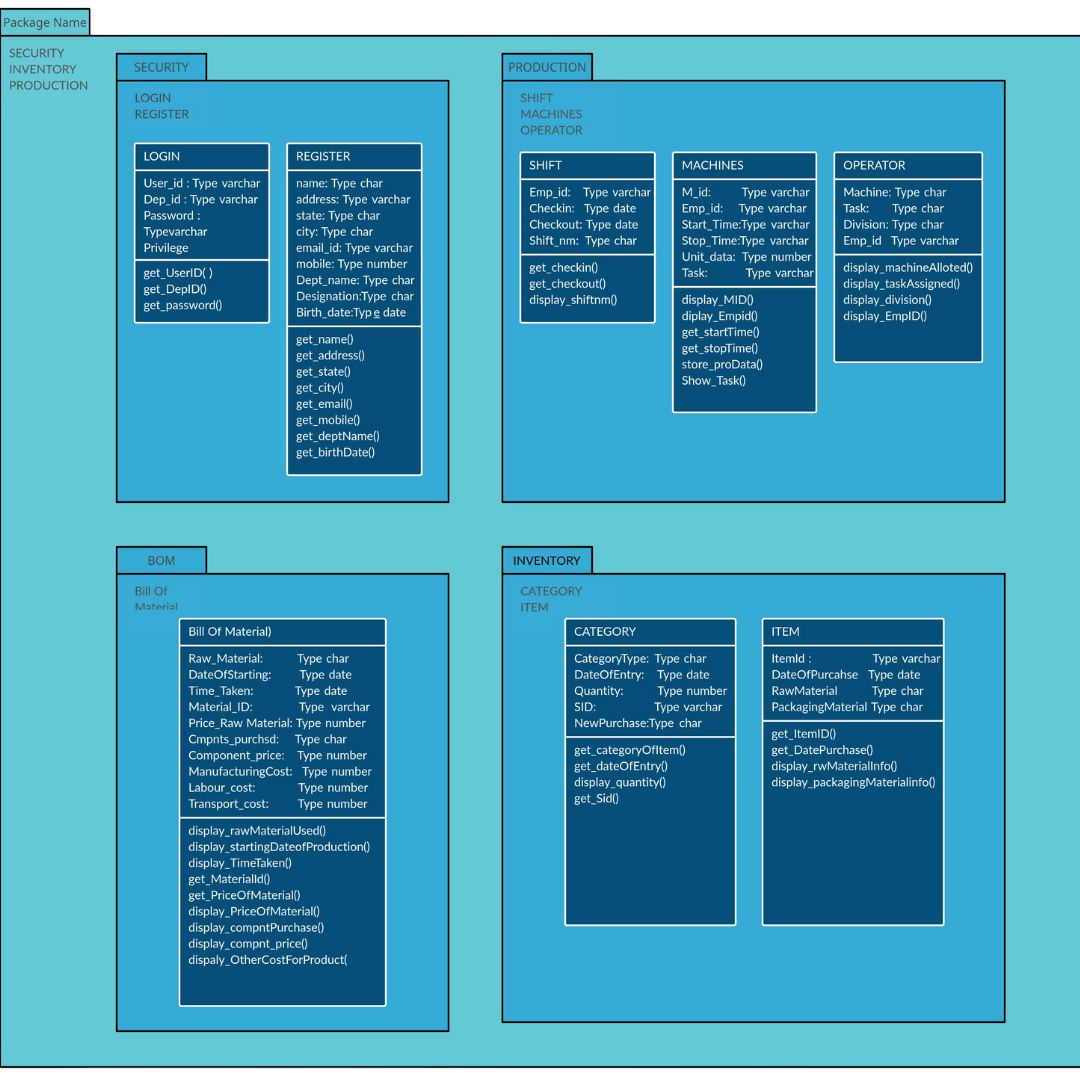 Package Name
SECURITY
INVENTORY
PRODUCTION
SECURITY
LOGIN
REGISTER
LOGIN
User_id : Type varchar
Dep_id : Type varchar
Password :
Typevarchar
Privilege
get_UserID( )
get_DepID()
get_password()
REGISTER
name: Type char
address: Type varchar
state: Type char
city: Type char
email_id: Type varchar
mobile: Type number
Dept_name: Type char
Designation:Type char
Birth_date:Type date
get_name()
get_address()
get_state()
get_city()
get_email()
get_mobile()
get_deptName()
get_birthDate()
PRODUCTION
SHIFT
MACHINES
OPERATOR
SHIFT
Emp_id: Type varchar
Checkin: Type date
Checkout: Type date
Shift_nm: Type char
get_checkin()
get_checkout()
display_shiftnm()
MACHINES
M_id: Type varchar
Emp_id: Type varchar
Start_Time:Type varchar
Stop_Time:Type varchar
Unit_data: Type number
Task: Type varchar
display_MID()
diplay_Empid()
get_startTime()
get_stopTime()
store_proData()
Show_Task()
OPERATOR
Machine: Type char
Task: Type char
Division: Type char
Emp_id Type varchar
display_machineAlloted()
display_taskAssigned()
display_division()
display_EmpID()
BOM
Bill Of
Material
Bill Of Material)
Raw_Material: Type char
DateOfStarting: Type date
Time_Taken: Type date
Material_ID: Type varchar
Price_Raw Material: Type number
Cmpnts_purchsd: Type char
Component_price: Type number
ManufacturingCost: Type number
Labour_cost: Type number
Transport_cost: Type number
display_rawMaterialUsed()
display_startingDateofProduction()
display_TimeTaken()
get_MaterialId()
get_PriceOfMaterial()
display_PriceOfMaterial()
display_compntPurchase()
display_compnt_price()
dispaly_OtherCostForProduct(
INVENTORY
CATEGORY
ITEM
CATEGORY
CategoryType: Type char
DateOfEntry: Type date
Quantity: Type number
SID: Type varchar
NewPurchase:Type char
get_categoryOfItem()
get_dateOfEntry()
display_quantity()
get_Sid()
ITEM
ItemId : Type varchar
DateOfPurcahse Type date
RawMaterial Type char
PackagingMaterial Type char
get_ItemID()
get_DatePurchase()
display_rwMaterialInfo()
display_packagingMaterialinfo()